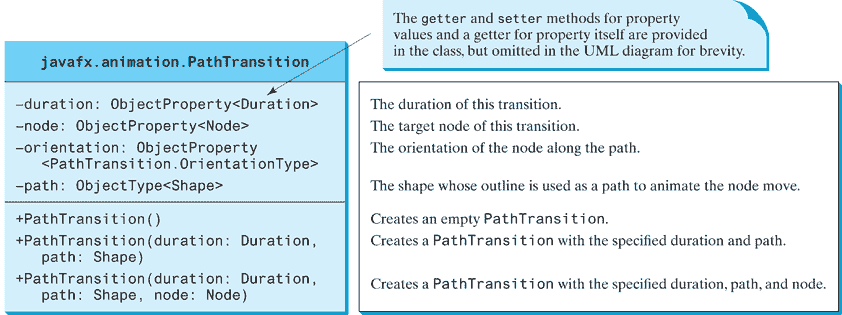 The getter and setter methods for property
values and a getter for property itself are provided
in the class, but omitted in the UML diagram for brevity.
javafx.animation.PathTransition
-duration: ObjectProperty<Duration>
-node: ObjectProperty<Node>
-orientation: ObjectProperty
<PathTransition.OrientationType>
-path: ObjectType<Shape>
The duration of this transition.
The target node of this transition.
The orientation of the node along the path.
The shape whose outline is used as a path to animate the node move.
+PathTransition()
+PathTransition(duration: Duration,
path: Shape)
+PathTransition(duration: Duration,
path: Shape, node: Node)
Creates an empty PathTransition.
Creates a PathTransition with the specified duration and path.
Creates a PathTransition with the specified duration, path, and node.